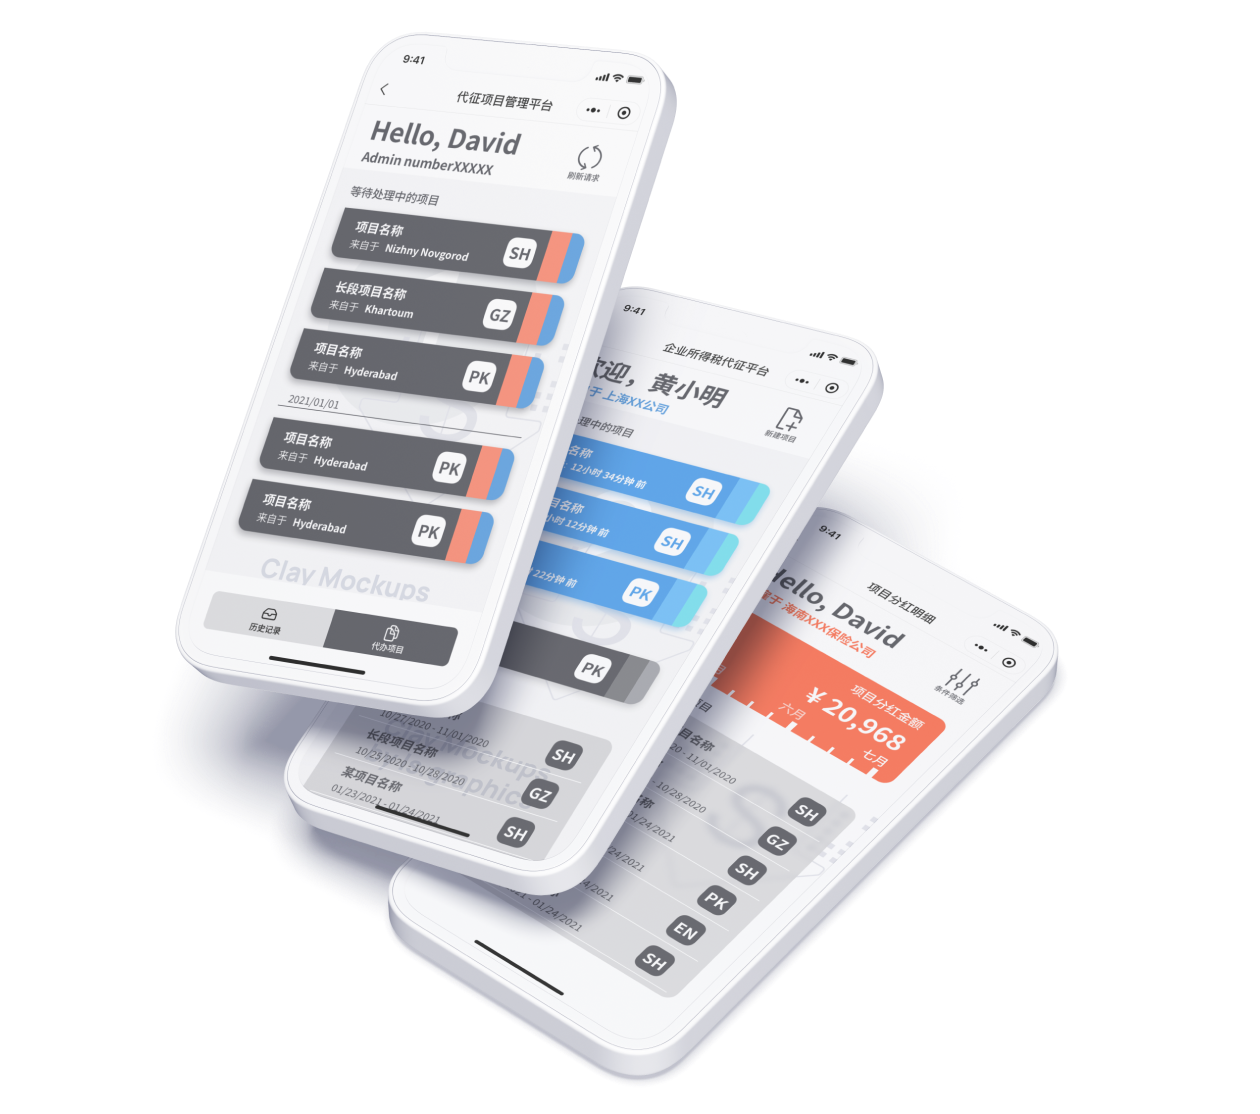 9:41
代征项目管理平台
Hello, David
Admin numberXXXXX
刷新请求
等待处理中的项目
项目名称
来自于 Nizhny Novgorod
SH
长段项目名称
来自于 Khartoum
GZ
项目名称
来自于 Hyderabad
PK
2021/01/01
项目名称
来自于 Hyderabad
PK
项目名称
来自于 Hyderabad
PK
Clay Mockups
历史记录
代办项目
9:41
企业所得税代征平台
迎，黄小明
于 上海XX公司
新建项目
理中的项目
名称
12小时 34分钟 前
SH
目名称
小时 12分钟 前
SH
22分钟 前
PK
PK
10/27/2020 - 11/01/2020
SH
长段项目名称
10/25/2020 - 10/28/2020
GZ
某项目名称
01/23/2021 - 01/24/2021
SH
Clay Mockups
9:41
项目分红明细
Hello, David
于 海南XXX保险公司
条件筛选
项目分红金额
¥ 20,968
六月
七月
项目
目名称
20 - 11/01/2020
SH
- 10/28/2020
GZ
名称
01/24/2021
SH
24/2021
PK
24/2021
EN
2021 - 01/24/2021
SH